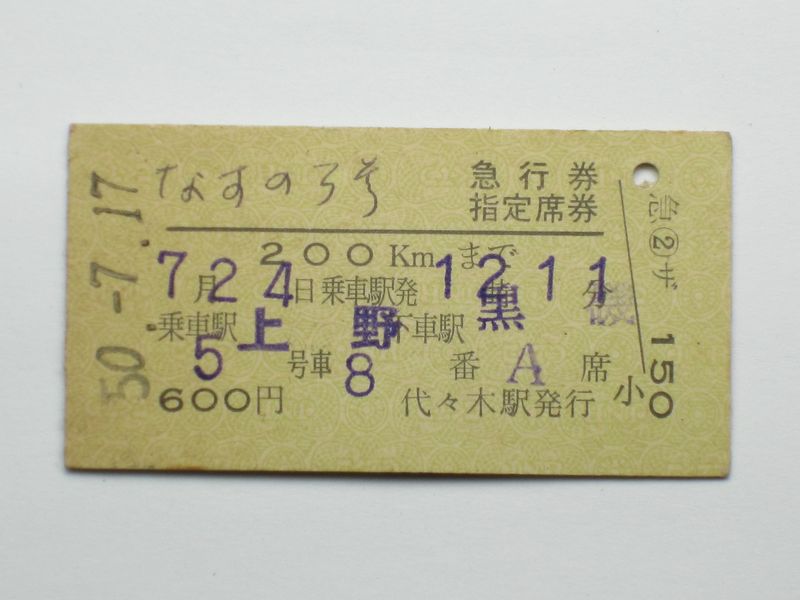 なすの3号 急行券
指定席券
200Kmまで
7月24日乗車駅発12時11分
乗車駅 上野 下車駅 黒磯
5号車8番A席
600円 代々木駅発行
50.-7.17
急②ザ
小 150